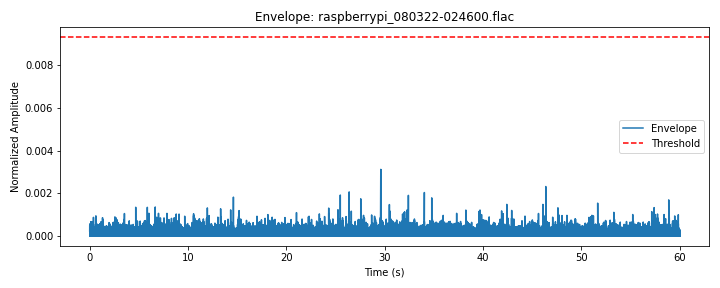 Envelope: raspberrypi_080322-024600.flac
Normalized Amplitude
0.008
0.006
0.004
0.002
0.000
Envelope
Threshold
0
10
20
30
40
50
60
Time (s)